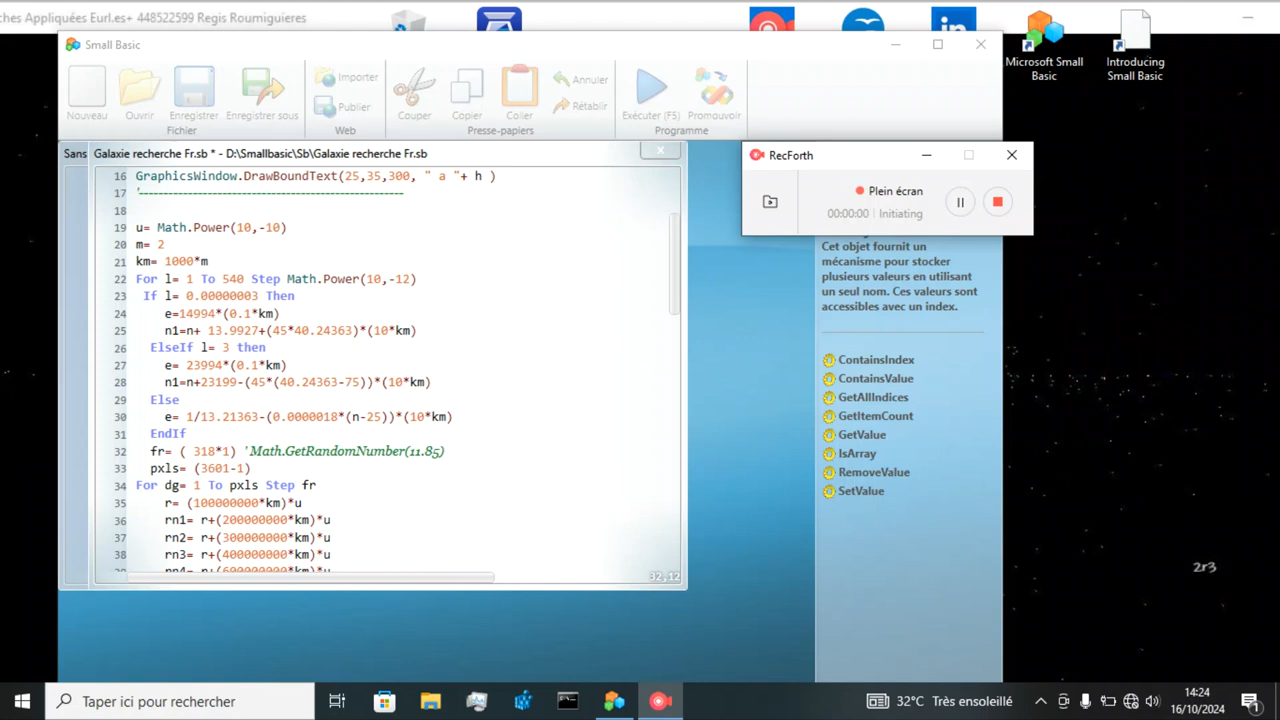 ches Appliquées Eurl.es+ 448522599 Regis Roumiguieres
Small Basic
Nouveau
Ouvrir
Enregistrer
Enregistrer sous
Fichier
Importer
Publier
Web
Couper
Copier
Coller
Annuler
Rétablir
Presse-papiers
Exécuter (F5)
Promouvoir
Programme
Microsoft Small
Basic
Introducing
Small Basic
Sans
Galaxie recherche Fr.sb * - D:\Smallbasic\Sb\Galaxie recherche Fr.sb
16 GraphicsWindow.DrawBoundText(25,35,300, " a "+ h )
17 '-----------------------------------------------------
18
19 u= Math.Power(10,-10)
20 m= 2
21 km= 1000*m
22 For l= 1 To 540 Step Math.Power(10,-12)
23 If l= 0.00000003 Then
24 e=14994*(0.1*km)
25 n1=n+ 13.9927+(45*40.24363)*(10*km)
26 ElseIf l= 3 then
27 e= 23994*(0.1*km)
28 n1=n+23199-(45*(40.24363-75))*(10*km)
29 Else
30 e= 1/13.21363-(0.0000018*(n-25))*(10*km)
31 EndIf
32 fr= ( 318*1) 'Math.GetRandomNumber(11.85)
33 pxls= (3601-1)
34 For dg= 1 To pxls Step fr
35 r= (100000000*km)*u
36 rn1= r+(200000000*km)*u
37 rn2= r+(300000000*km)*u
38 rn3= r+(400000000*km)*u
39 rn4= r+(600000000*km)*u
32,12
RecForth
Plein écran
00:00:00 | Initiating
Cet objet fournit un
mécanisme pour stocker
plusieurs valeurs en utilisant
un seul nom. Ces valeurs sont
accessibles avec un index.
ContainsIndex
ContainsValue
GetAllIndices
GetItemCount
GetValue
IsArray
RemoveValue
SetValue
2r3
Taper ici pour rechercher
32°C Très ensoleillé
14:24
16/10/2024
1